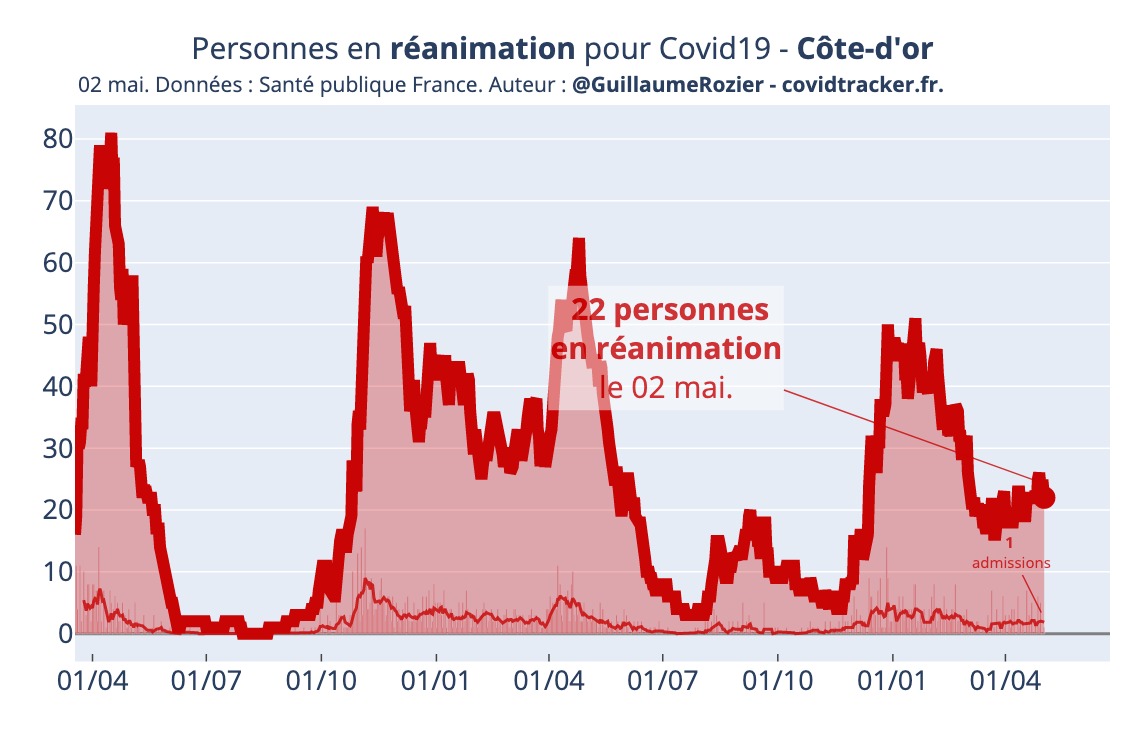 Personnes en réanimation pour Covid19 - Côte-d'or
02 mai. Données : Santé publique France. Auteur : @GuillaumeRozier - covidtracker.fr.
80
70
60
50
40
30
20
10
0
22 personnes
en réanimation
le 02 mai.
1
admissions
01/04 01/07 01/10 01/01 01/04 01/07 01/10 01/01 01/04